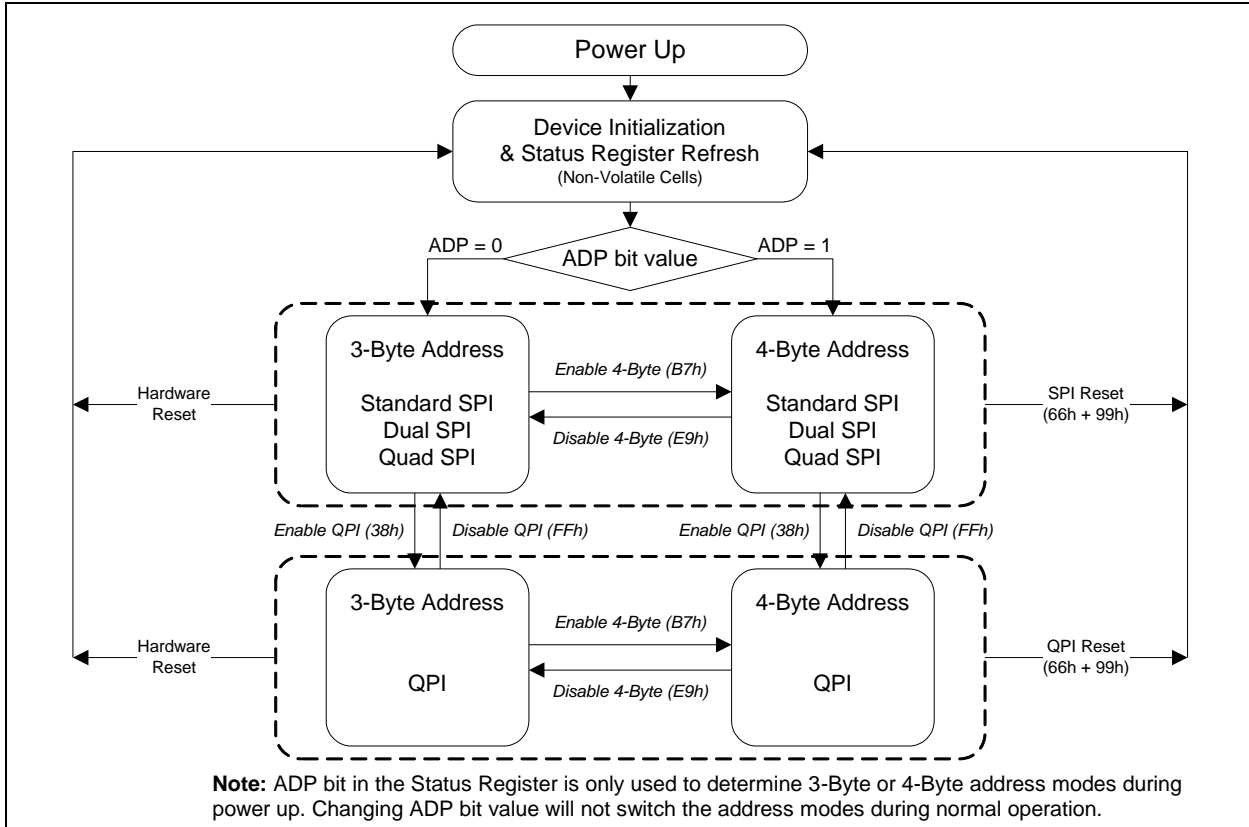 Power Up
Device Initialization
& Status Register Refresh
(Non-Volatile Cells)
ADP = 0
ADP bit value
ADP = 1
3-Byte Address
Standard SPI
Dual SPI
Quad SPI
Enable 4-Byte (B7h)
Disable 4-Byte (E9h)
4-Byte Address
Standard SPI
Dual SPI
Quad SPI
Hardware
Reset
SPI Reset
(66h + 99h)
Enable QPI (38h)
Disable QPI (FFh)
Enable QPI (38h)
Disable QPI (FFh)
3-Byte Address
QPI
Enable 4-Byte (B7h)
Disable 4-Byte (E9h)
4-Byte Address
QPI
Hardware
Reset
QPI Reset
(66h + 99h)
Note: ADP bit in the Status Register is only used to determine 3-Byte or 4-Byte address modes during
power up. Changing ADP bit value will not switch the address modes during normal operation.